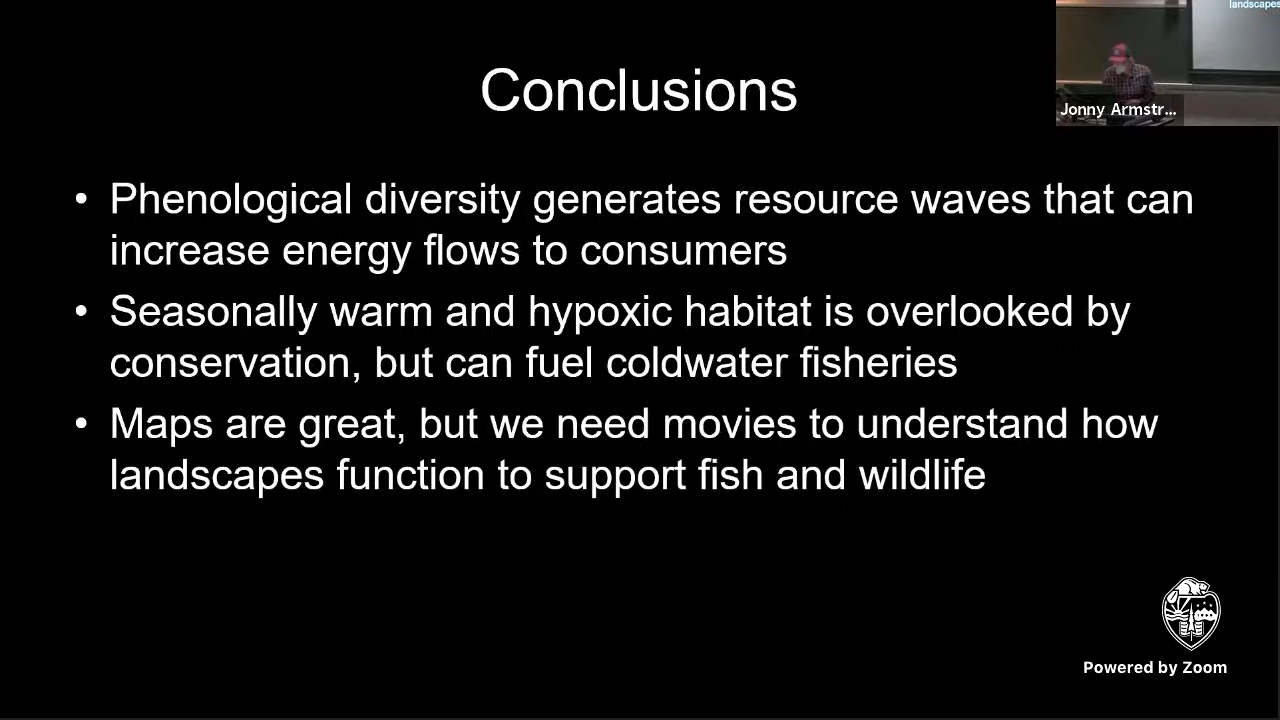 landscapes
Conclusions
Jonny Armstr...
• Phenological diversity generates resource waves that can
increase energy flows to consumers
• Seasonally warm and hypoxic habitat is overlooked by
conservation, but can fuel coldwater fisheries
• Maps are great, but we need movies to understand how
landscapes function to support fish and wildlife
Powered by Zoom